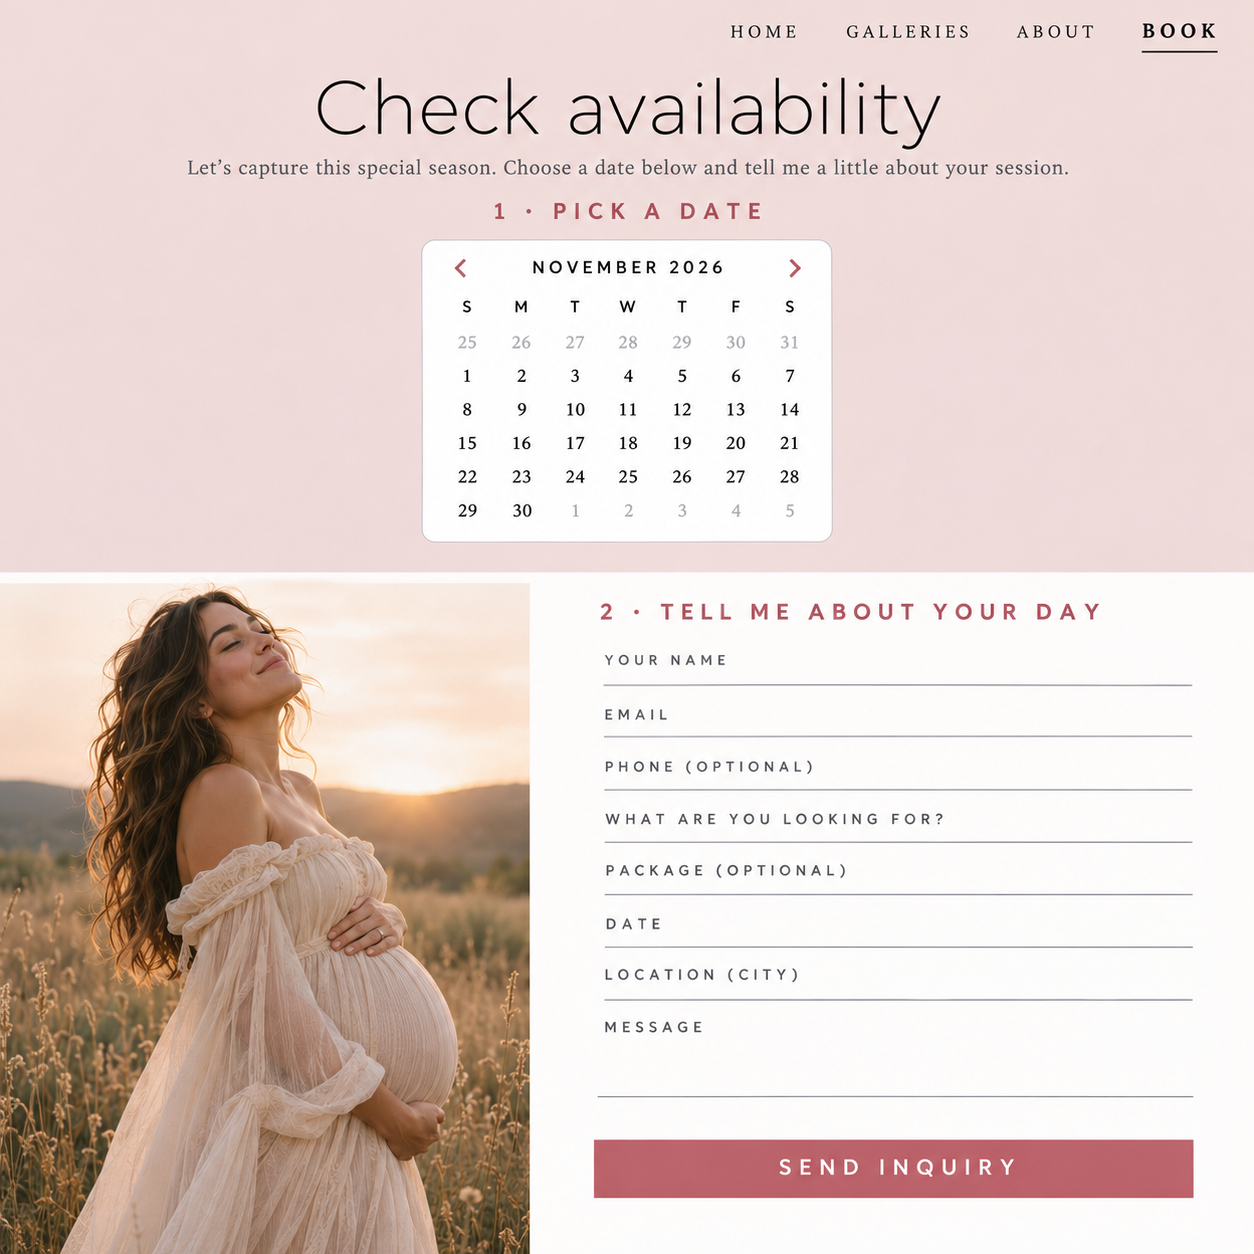 HOME GALLERIES ABOUT BOOK
Check availability
Let’s capture this special season. Choose a date below and tell me a little about your session.
1 · PICK A DATE
NOVEMBER 2026
S M T W T F S
25 26 27 28 29 30 31
1 2 3 4 5 6 7
8 9 10 11 12 13 14
15 16 17 18 19 20 21
22 23 24 25 26 27 28
29 30 1 2 3 4 5
2 · TELL ME ABOUT YOUR DAY
YOUR NAME
EMAIL
PHONE (OPTIONAL)
WHAT ARE YOU LOOKING FOR?
PACKAGE (OPTIONAL)
DATE
LOCATION (CITY)
MESSAGE
SEND INQUIRY